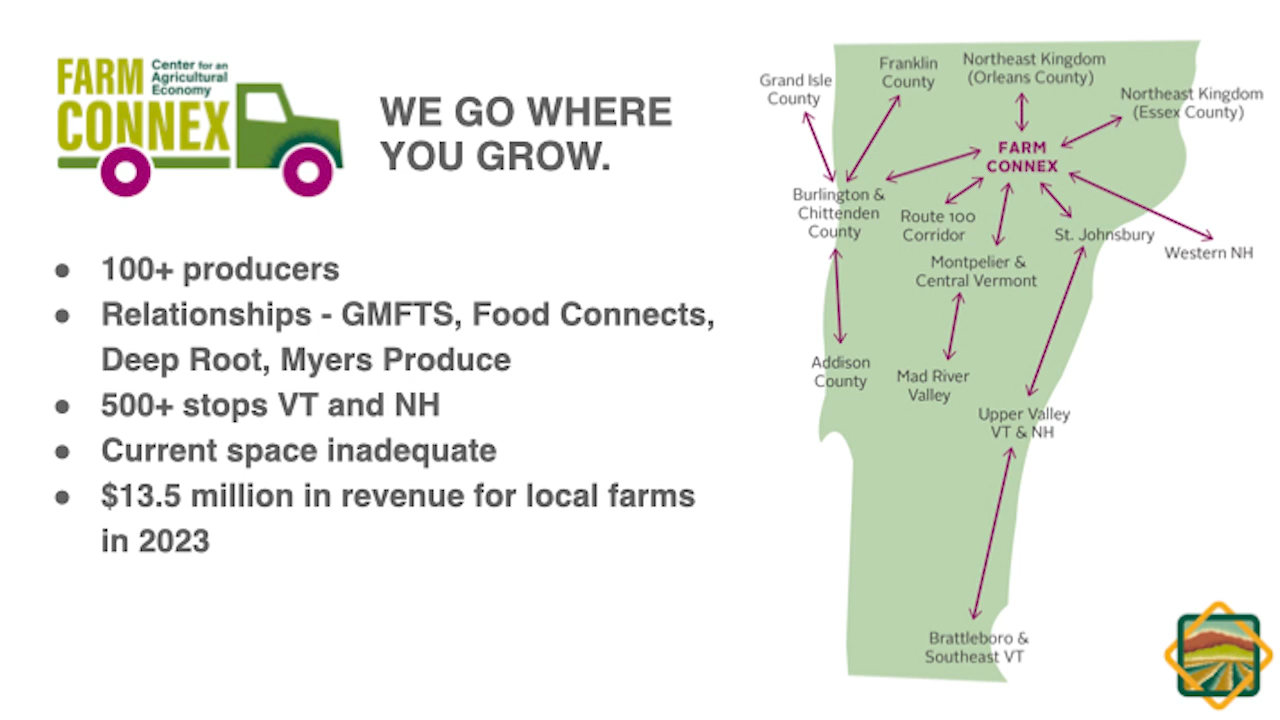 FARM
CONNEX
Center for an
Agricultural
Economy
WE GO WHERE
YOU GROW.
● 100+ producers
● Relationships - GMFTS, Food Connects,
Deep Root, Myers Produce
● 500+ stops VT and NH
● Current space inadequate
● $13.5 million in revenue for local farms
in 2023
Grand Isle
County
Franklin
County
Northeast Kingdom
(Orleans County)
Northeast Kingdom
(Essex County)
FARM
CONNEX
Burlington &
Chittenden
County
Route 100
Corridor
St. Johnsbury
Western NH
Montpelier &
Central Vermont
Addison
County
Mad River
Valley
Upper Valley
VT & NH
Brattleboro &
Southeast VT